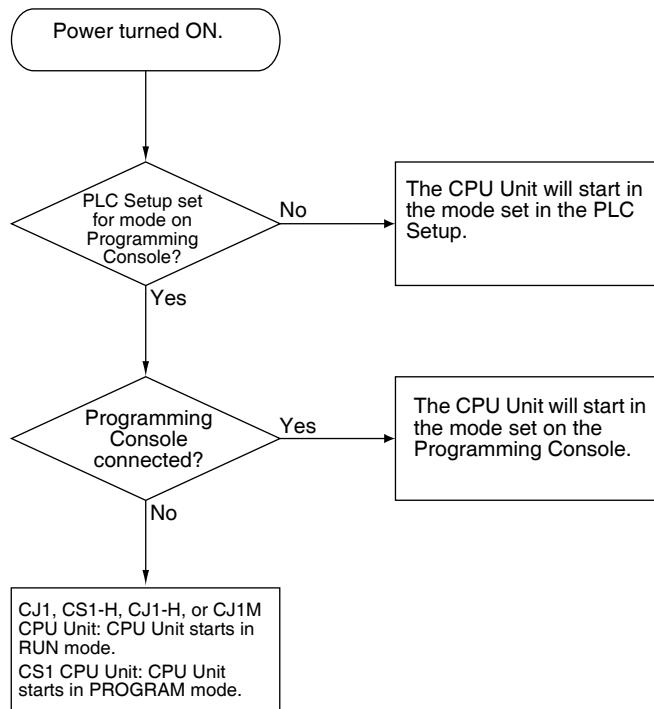 Power turned ON.
PLC Setup set
for mode on
Programming
Console?
No
The CPU Unit will start in
the mode set in the PLC
Setup.
Yes
Programming
Console
connected?
Yes
The CPU Unit will start in
the mode set on the
Programming Console.
No
CJ1, CS1-H, CJ1-H, or CJ1M
CPU Unit: CPU Unit starts in
RUN mode.
CS1 CPU Unit: CPU Unit
starts in PROGRAM mode.